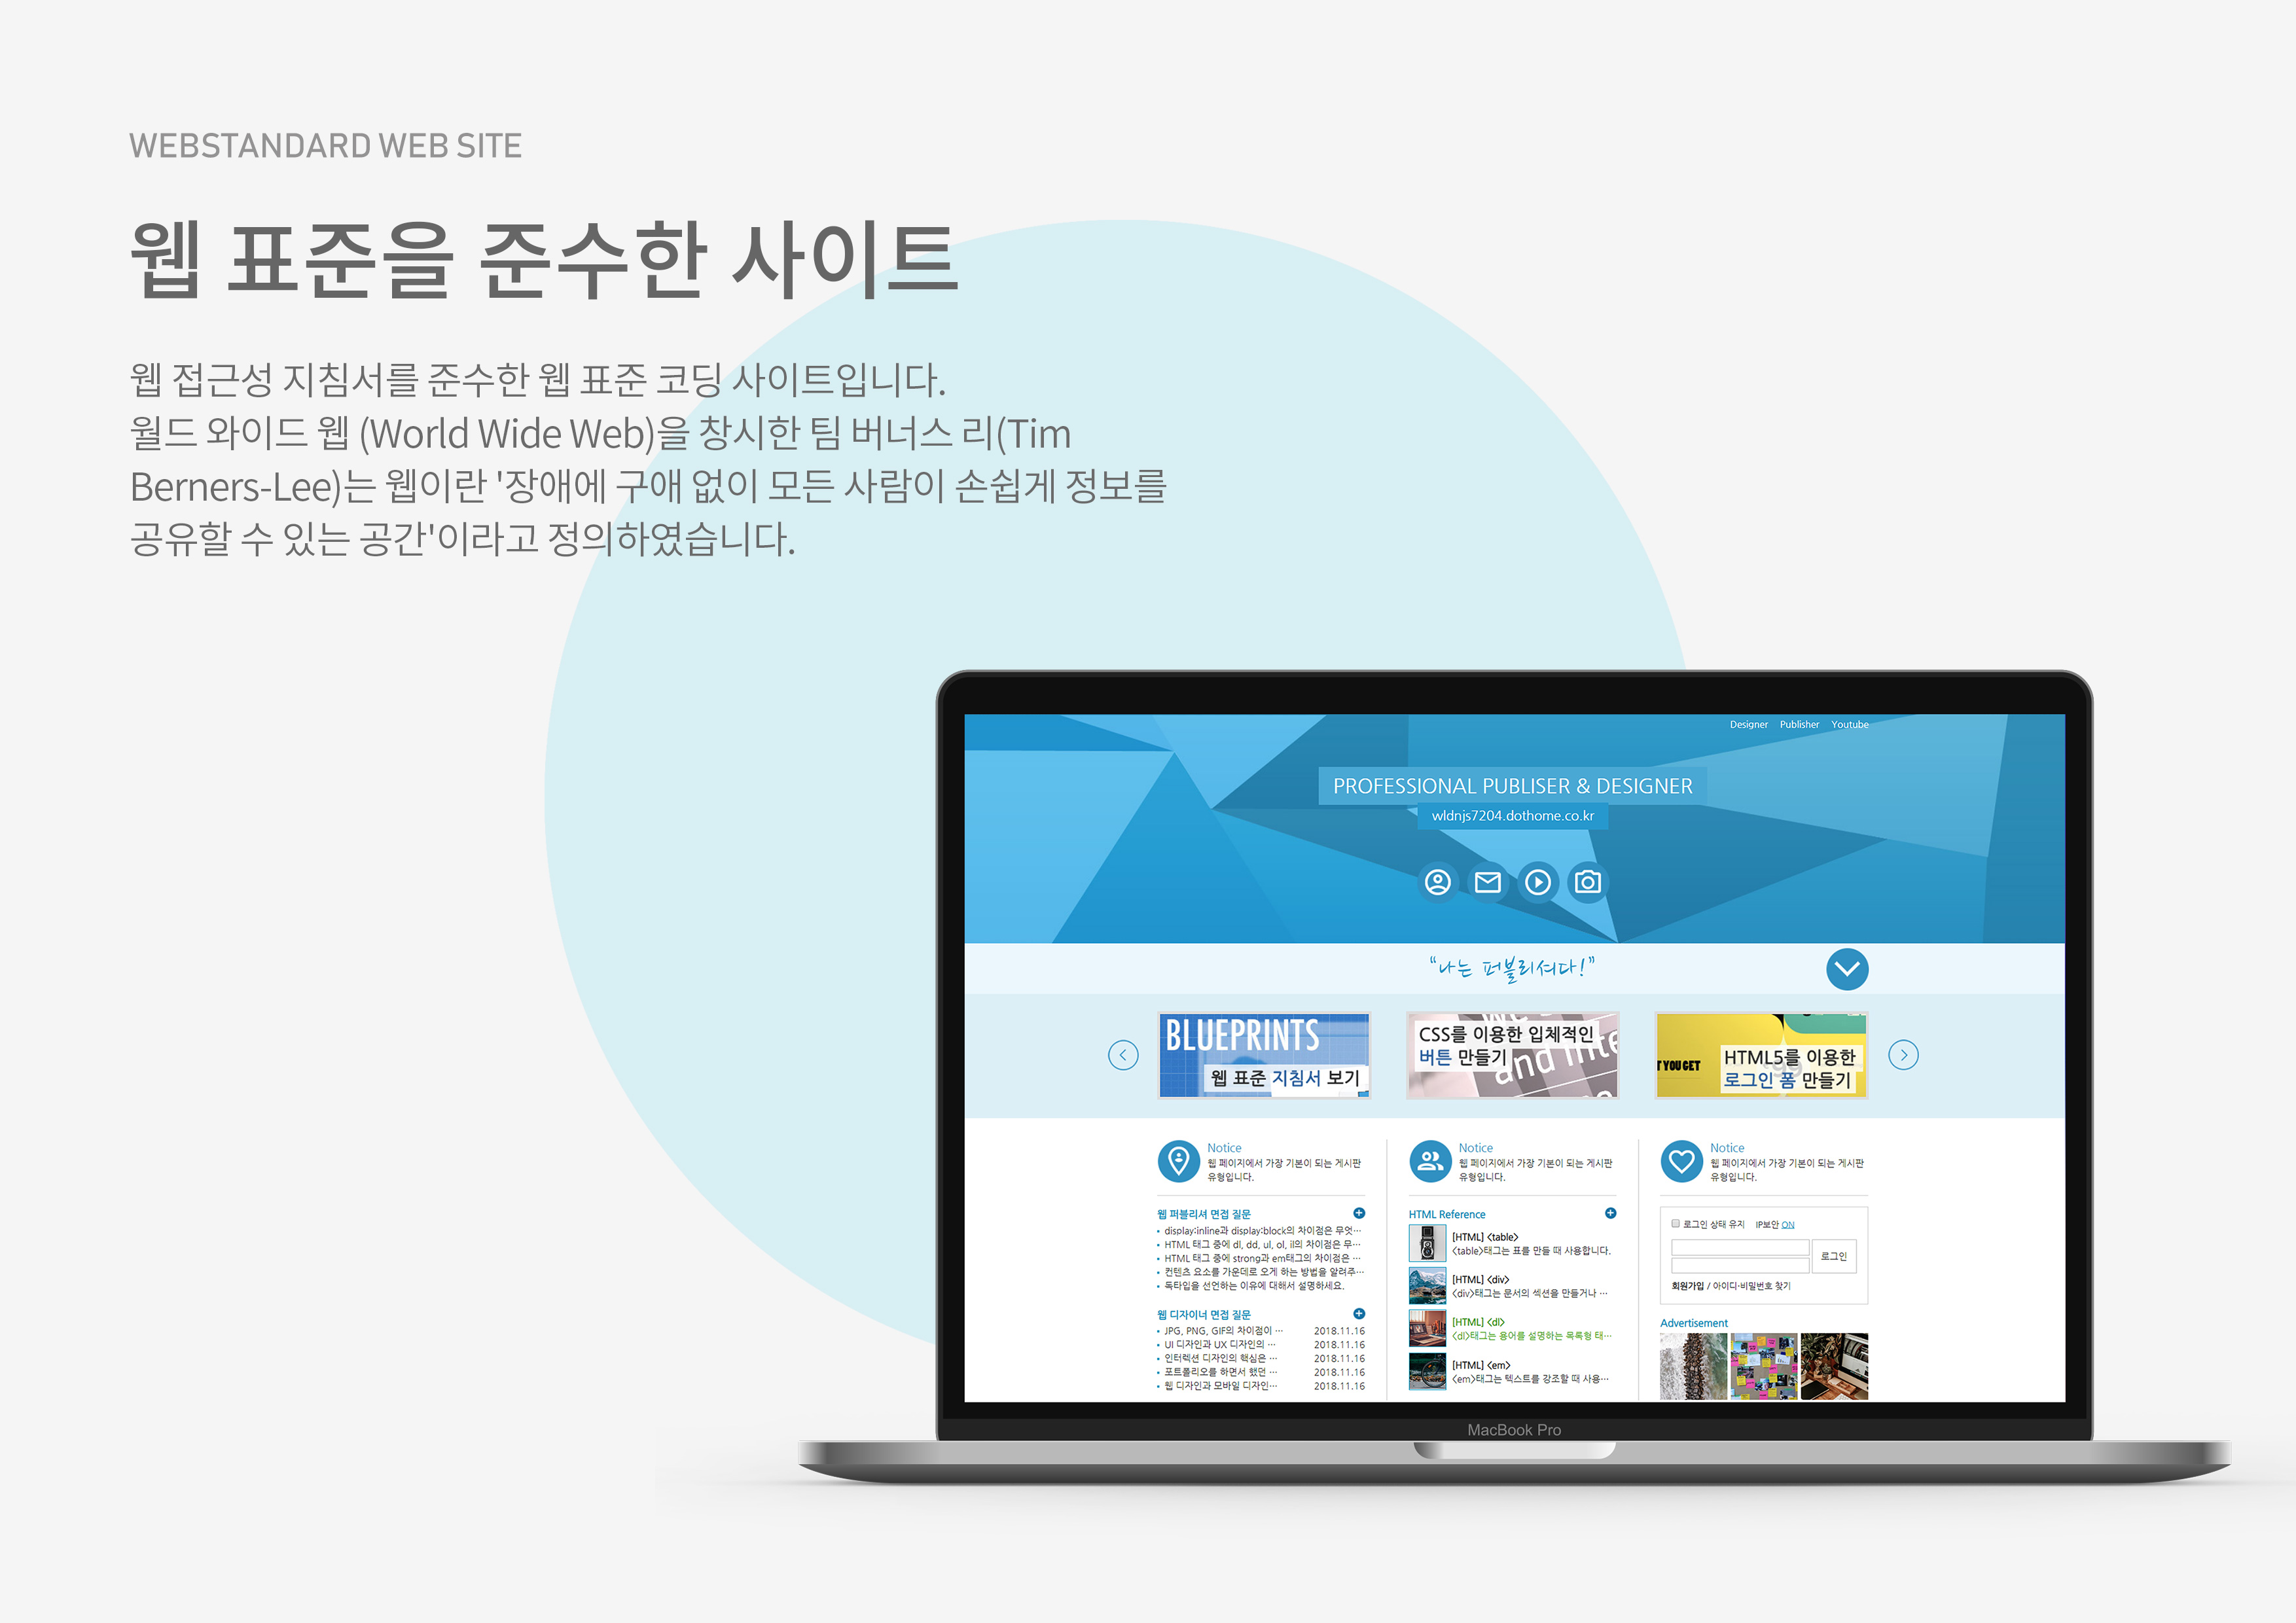 WEBSTANDARD WEB SITE
웹 표준을 준수한 사이트
웹 접근성 지침서를 준수한 웹 표준 코딩 사이트입니다.
월드 와이드 웹 (World Wide Web)을 창시한 팀 버너스 리(Tim
Berners-Lee)는 웹이란 '장애에 구애 없이 모든 사람이 손쉽게 정보를
공유할 수 있는 공간'이라고 정의하였습니다.
Designer Publisher Youtube
PROFESSIONAL PUBLISER & DESIGNER
wldnjs7204.dothome.co.kr
“나는 퍼블리셔다!”
BLUEPRINTS
웹 표준 지침서 보기
CSS를 이용한 입체적인
버튼 만들기
and inte
T YOU GET
HTML5를 이용한
로그인 폼 만들기
Notice
웹 페이지에서 가장 기본이 되는 게시판
유형입니다.
웹 퍼블리셔 면접 질문
display:inline과 display:block의 차이점은 무엇…
HTML 태그 중에 dl, dd, ul, ol, il의 차이점은 무…
HTML 태그 중에 strong과 em태그의 차이점은 …
컨텐츠 요소를 가운데로 오게 하는 방법을 알려주…
독타입을 선언하는 이유에 대해서 설명하세요.
웹 디자이너 면접 질문
JPG, PNG, GIF의 차이점이 … 2018.11.16
UI 디자인과 UX 디자인의 … 2018.11.16
인터렉션 디자인의 핵심은 … 2018.11.16
포트폴리오를 하면서 했던 … 2018.11.16
웹 디자인과 모바일 디자인… 2018.11.16
Notice
웹 페이지에서 가장 기본이 되는 게시판
유형입니다.
HTML Reference
[HTML] <table>
<table>태그는 표를 만들 때 사용합니다.
[HTML] <div>
<div>태그는 문서의 섹션을 만들거나 …
[HTML] <dl>
<dl>태그는 용어를 설명하는 목록형 태…
[HTML] <em>
<em>태그는 텍스트를 강조할 때 사용…
Notice
웹 페이지에서 가장 기본이 되는 게시판
유형입니다.
로그인 상태 유지 IP보안 ON
로그인
회원가입 / 아이디·비밀번호 찾기
Advertisement
MacBook Pro